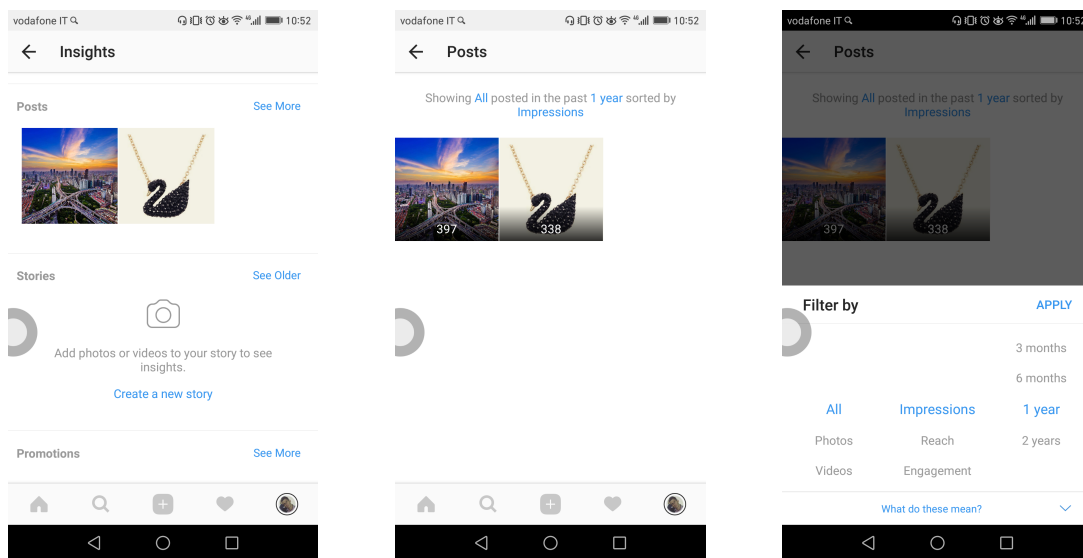 vodafone IT 4G 10:52
Insights
Posts See More
Stories See Older
Add photos or videos to your story to see
insights.
Create a new story
Promotions See More
vodafone IT 4G 10:52
Posts
Showing All posted in the past 1 year sorted by
Impressions
397 338
vodafone IT 4G 10:52
Posts
Showing All posted in the past 1 year sorted by
Impressions
397 338
Filter by APPLY
3 months
6 months
All Impressions 1 year
Photos Reach 2 years
Videos Engagement
What do these mean?